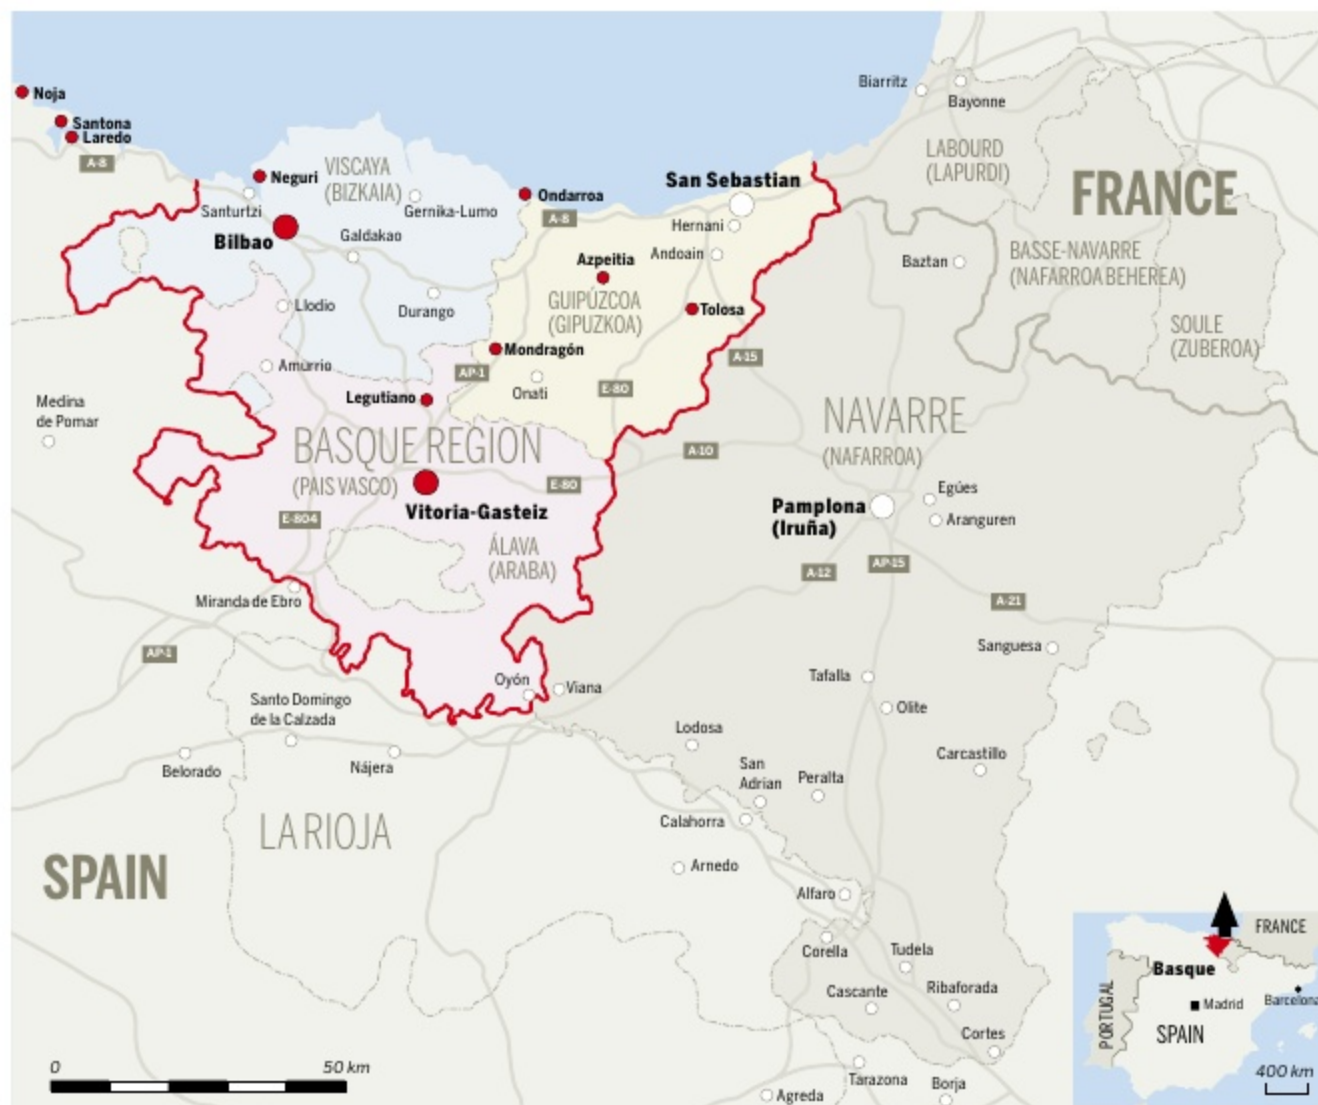 Noja
Santona
Laredo
A-8
Neguri
VISCAYA
(BIZKAIA)
Santurtzi
Gernika-Lumo
Bilbao
Galdakao
Ondarroa
A-8
San Sebastian
Hernani
Andoain
Azpeitia
GUIPÚZCOA
(GIPUZKOA)
Tolosa
Biarritz
Bayonne
LABOURD
(LAPURDI)
FRANCE
Baztan
BASSE-NAVARRE
(NAFARROA BEHEREA)
SOULE
(ZUBEROA)
Llodio
Durango
Mondragón
Amurrio
AP-1
Onati
E-80
A-15
Legutiano
Medina
de Pomar
BASQUE REGION
(PAIS VASCO)
Vitoria-Gasteiz
E-80
E-804
A-10
NAVARRE
(NAFARROA)
Pamplona
(Iruña)
Egúes
Aranguren
ÁLAVA
(ARABA)
A-12
AP-15
A-21
Miranda de Ebro
AP-1
Sanguesa
Oyón
Viana
Tafalla
Olite
Santo Domingo
de la Calzada
Belorado
Nájera
Lodosa
San
Adrian
Peralta
Carcastillo
LA RIOJA
Calahorra
Arnedo
SPAIN
Alfaro
Corella
Tudela
Cascante
Ribaforada
Cortes
Tarazona
Borja
Agreda
0
50 km
FRANCE
Basque
PORTUGAL
Madrid
Barcelona
SPAIN
400 km